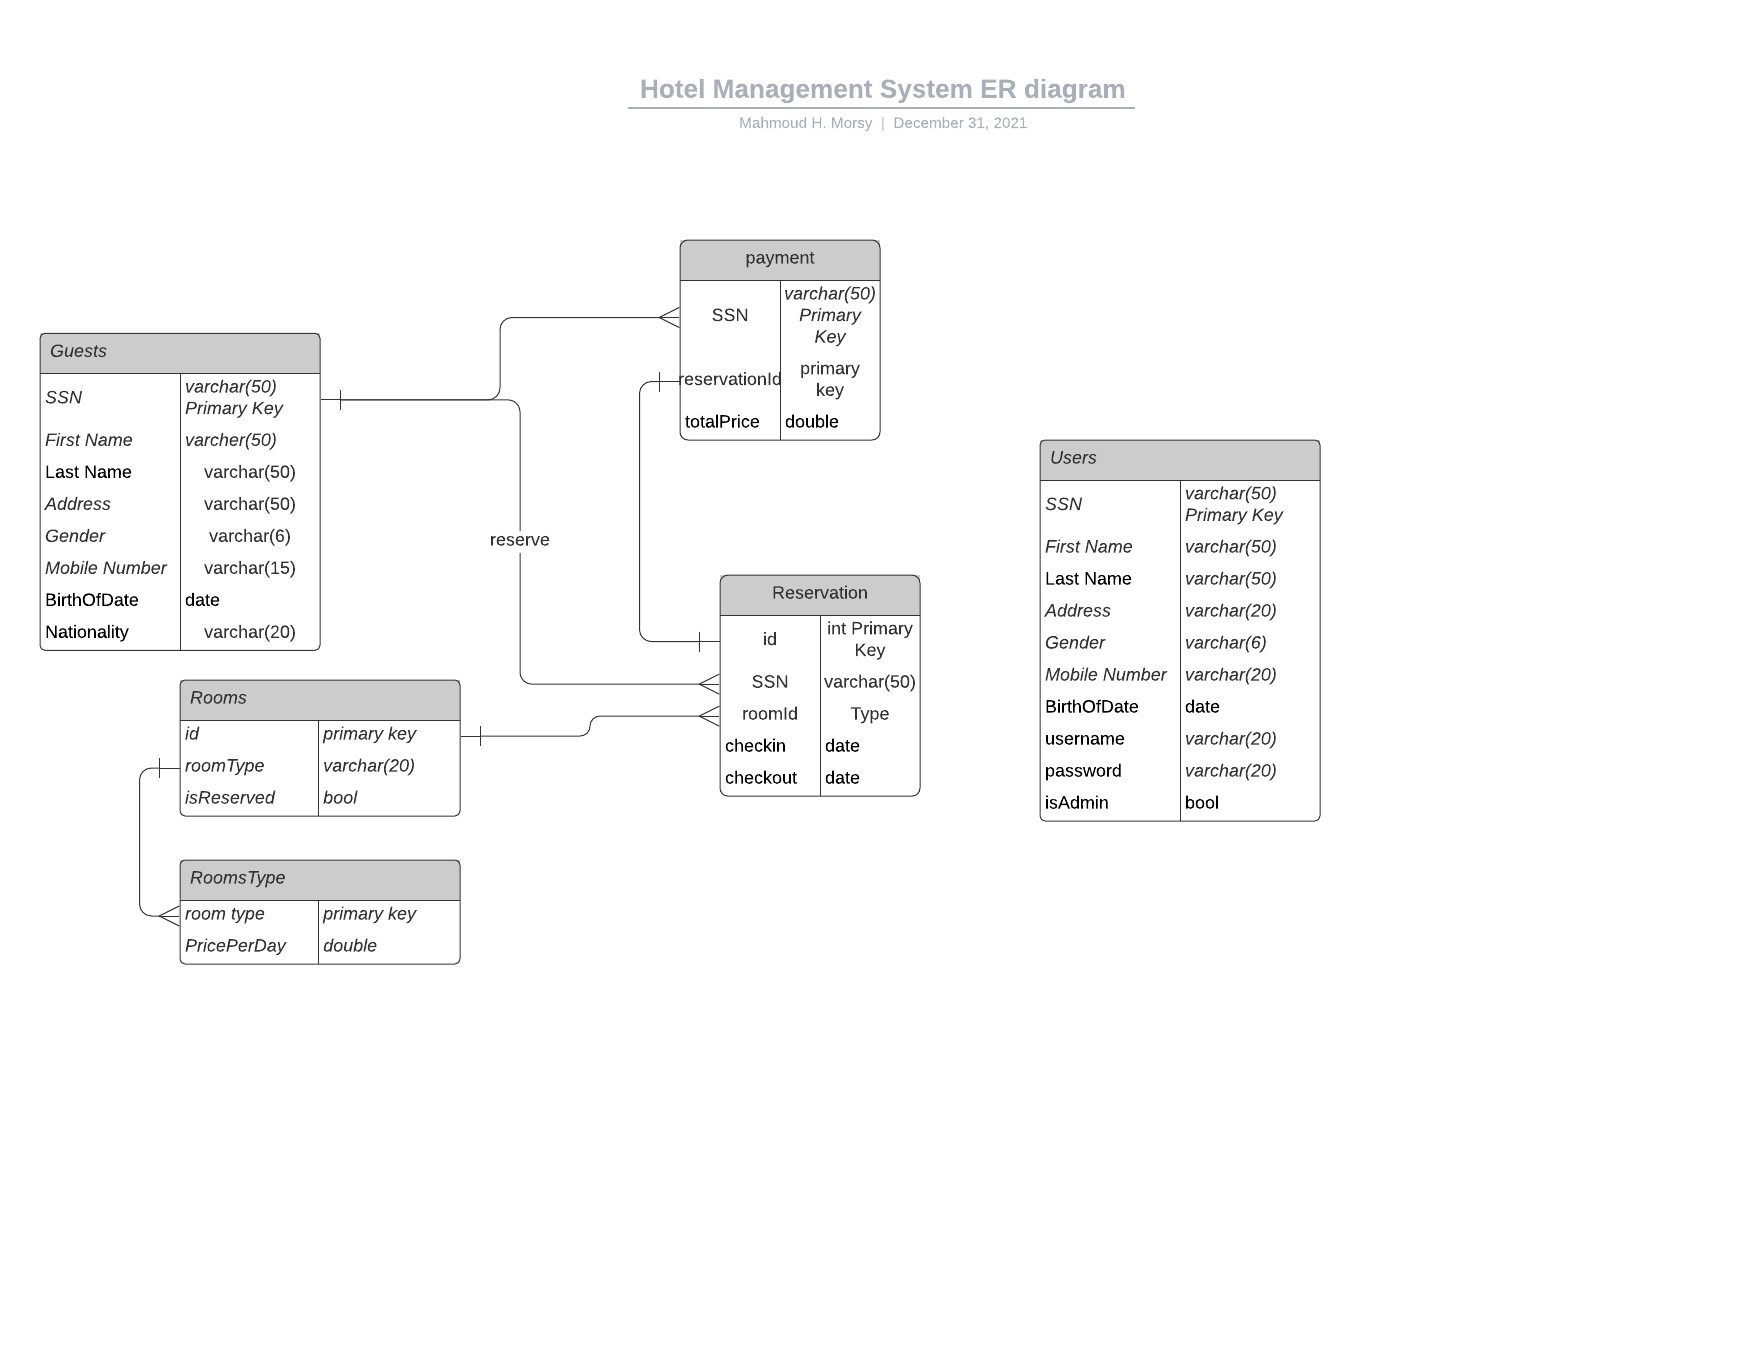 Hotel Management System ER diagram
Mahmoud H. Morsy | December 31, 2021
payment
SSN varchar(50)
Primary
Key
reservationId primary
key
totalPrice double
Guests
SSN varchar(50)
Primary Key
First Name varcher(50)
Last Name varchar(50)
Address varchar(50)
Gender varchar(6)
Mobile Number varchar(15)
BirthOfDate date
Nationality varchar(20)
reserve
Reservation
id int Primary
Key
SSN varchar(50)
roomId Type
checkin date
checkout date
Users
SSN varchar(50)
Primary Key
First Name varchar(50)
Last Name varchar(50)
Address varchar(20)
Gender varchar(6)
Mobile Number varchar(20)
BirthOfDate date
username varchar(20)
password varchar(20)
isAdmin bool
Rooms
id primary key
roomType varchar(20)
isReserved bool
RoomsType
room type primary key
PricePerDay double